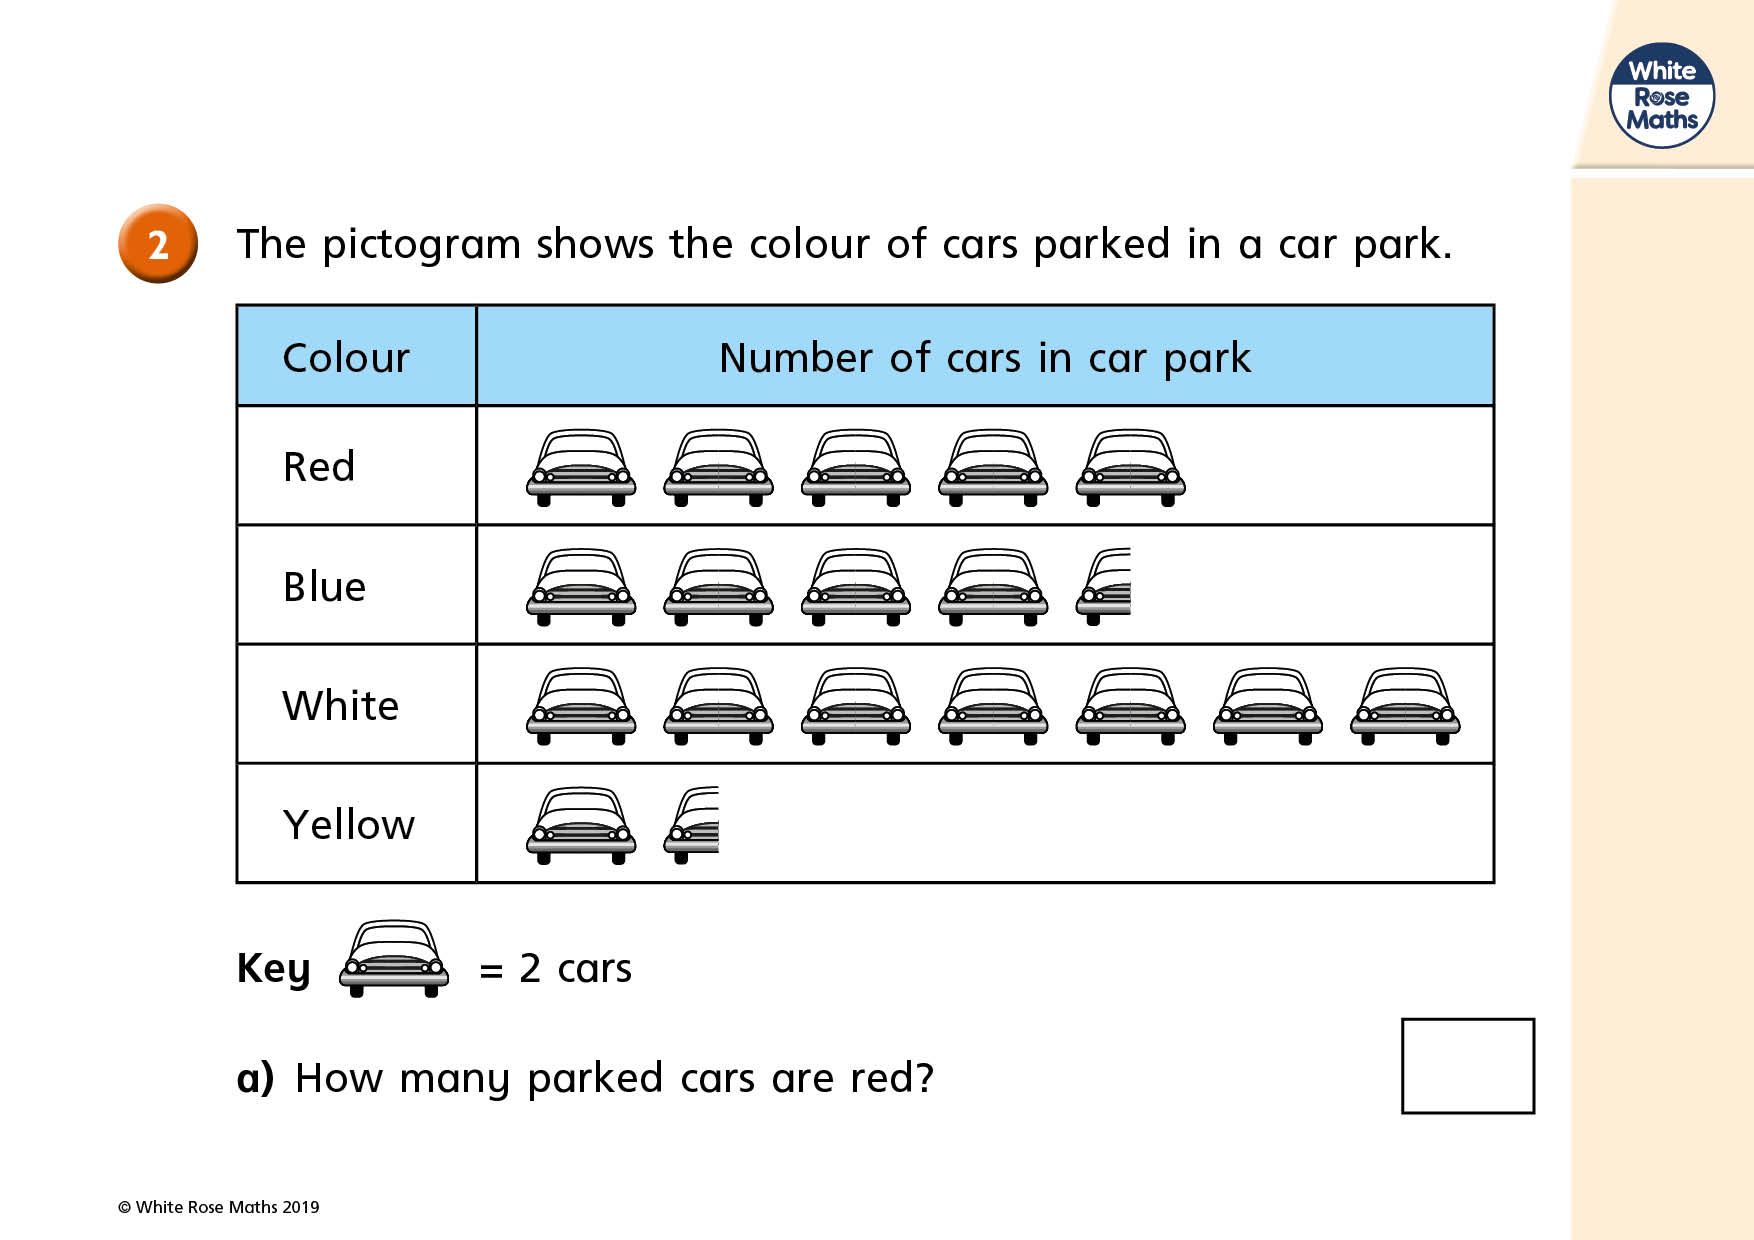 White
Rose
Maths
2 The pictogram shows the colour of cars parked in a car park.
Colour Number of cars in car park
Red
Blue
White
Yellow
Key = 2 cars
a) How many parked cars are red?
© White Rose Maths 2019